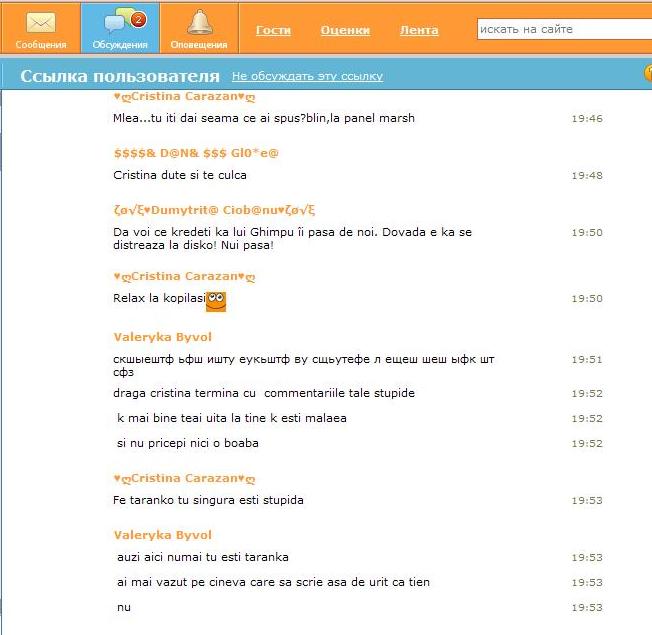 Сообщения
2
Обсуждения
Оповещения
Гости Оценки Лента
искать на сайте
Ссылка пользователя Не обсуждать эту ссылку
♥ღCristina Carazan♥ღ
Mlea...tu iti dai seama ce ai spus?blin,la panel marsh 19:46
$$$$& D@N& $$$ Gl0*e@
Cristina dute si te culca 19:48
ζø√ξ♥Dumytrit@ Ciob@nu♥ζø√ξ
Da voi ce kredeti ka lui Ghimpu îi pasa de noi. Dovada e ka se 19:50
distreaza la disko! Nui pasa!
♥ღCristina Carazan♥ღ
Relax la kopilasi 19:50
Valeryka Byvol
скшыештф ьфш ишту еукьштф ву сщьутефе л ещеш шеш ыфк шт 19:51
сфз
draga cristina termina cu commentariile tale stupide 19:52
k mai bine teai uita la tine k esti malaea 19:52
si nu pricepi nici o boaba 19:52
♥ღCristina Carazan♥ღ
Fe taranko tu singura esti stupida 19:53
Valeryka Byvol
auzi aici numai tu esti taranka 19:53
ai mai vazut pe cineva care sa scrie asa de urit ca tien 19:53
nu 19:53